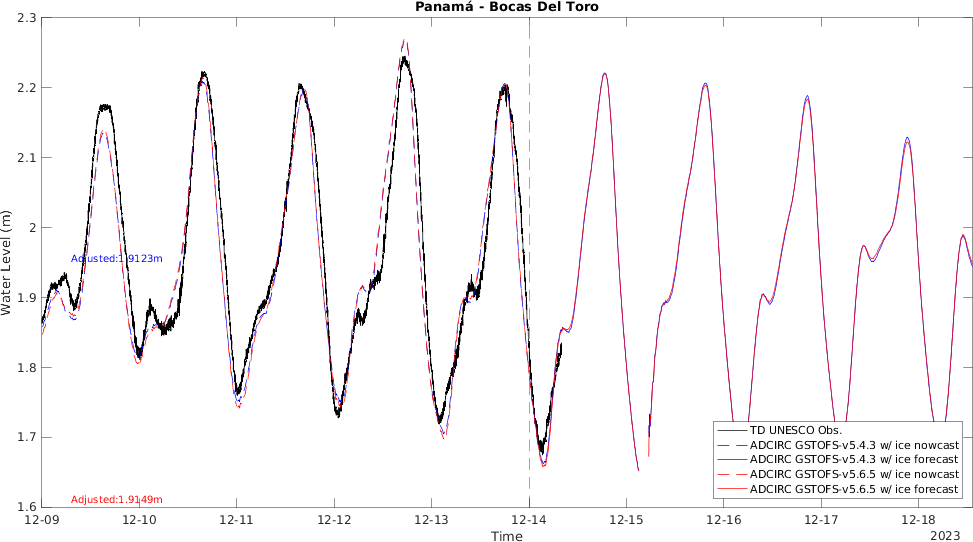 Panamá - Bocas Del Toro
2.3
2.2
2.1
2
1.9
1.8
1.7
1.6
Water Level (m)
Adjusted:1.9123m
Adjusted:1.9149m
TD UNESCO Obs.
ADCIRC GSTOFS-v5.4.3 w/ ice nowcast
ADCIRC GSTOFS-v5.4.3 w/ ice forecast
ADCIRC GSTOFS-v5.6.5 w/ ice nowcast
ADCIRC GSTOFS-v5.6.5 w/ ice forecast
12-09 12-10 12-11 12-12 12-13 12-14 12-15 12-16 12-17 12-18
Time
2023